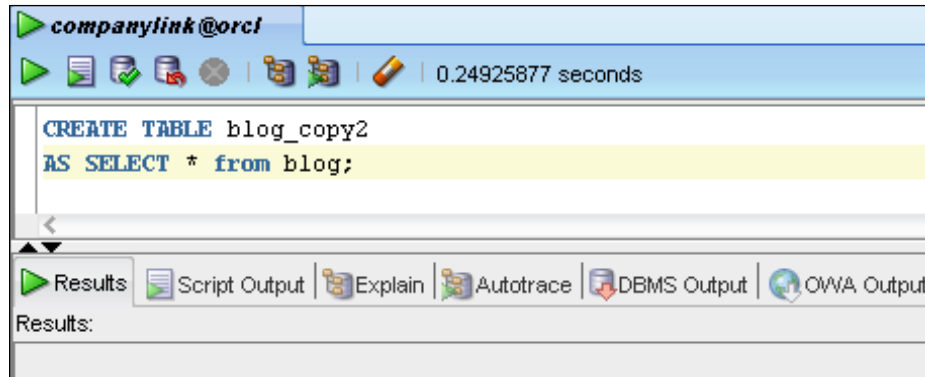 companylink@orcl
0.24925877 seconds
CREATE TABLE blog_copy2
AS SELECT * from blog;
Results Script Output Explain Autotrace DBMS Output OWA Output
Results: